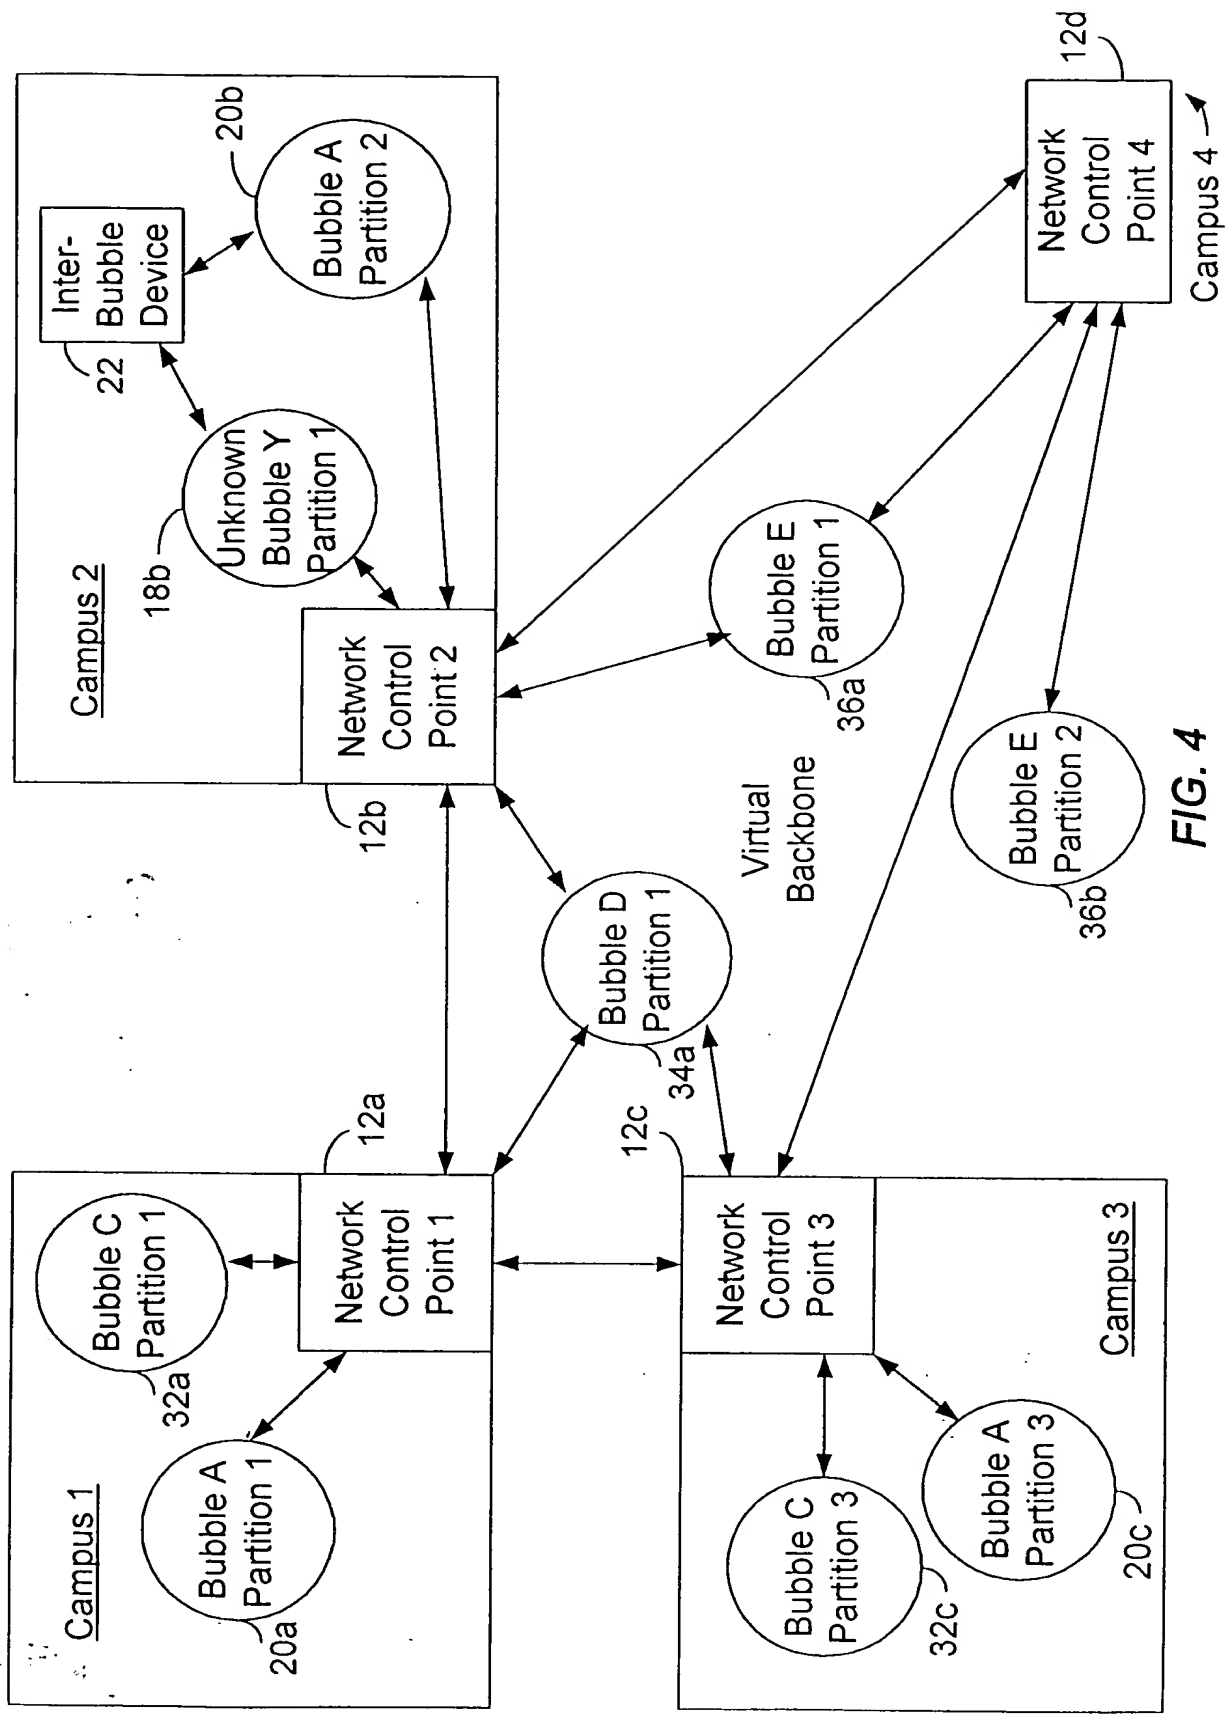 Campus 1
Bubble A
Partition 1
20a
Bubble C
Partition 1
32a
Network
Control
Point 1
12a
Campus 2
Unknown
Bubble Y
Partition 1
18b
Inter-
Bubble
Device
22
Bubble A
Partition 2
20b
Network
Control
Point 2
12b
Bubble D
Partition 1
34a
Virtual
Backbone
Bubble E
Partition 1
36a
Bubble E
Partition 2
36b
Campus 3
Network
Control
Point 3
12c
Bubble C
Partition 3
32c
Bubble A
Partition 3
20c
Network
Control
Point 4
12d
Campus 4
FIG. 4